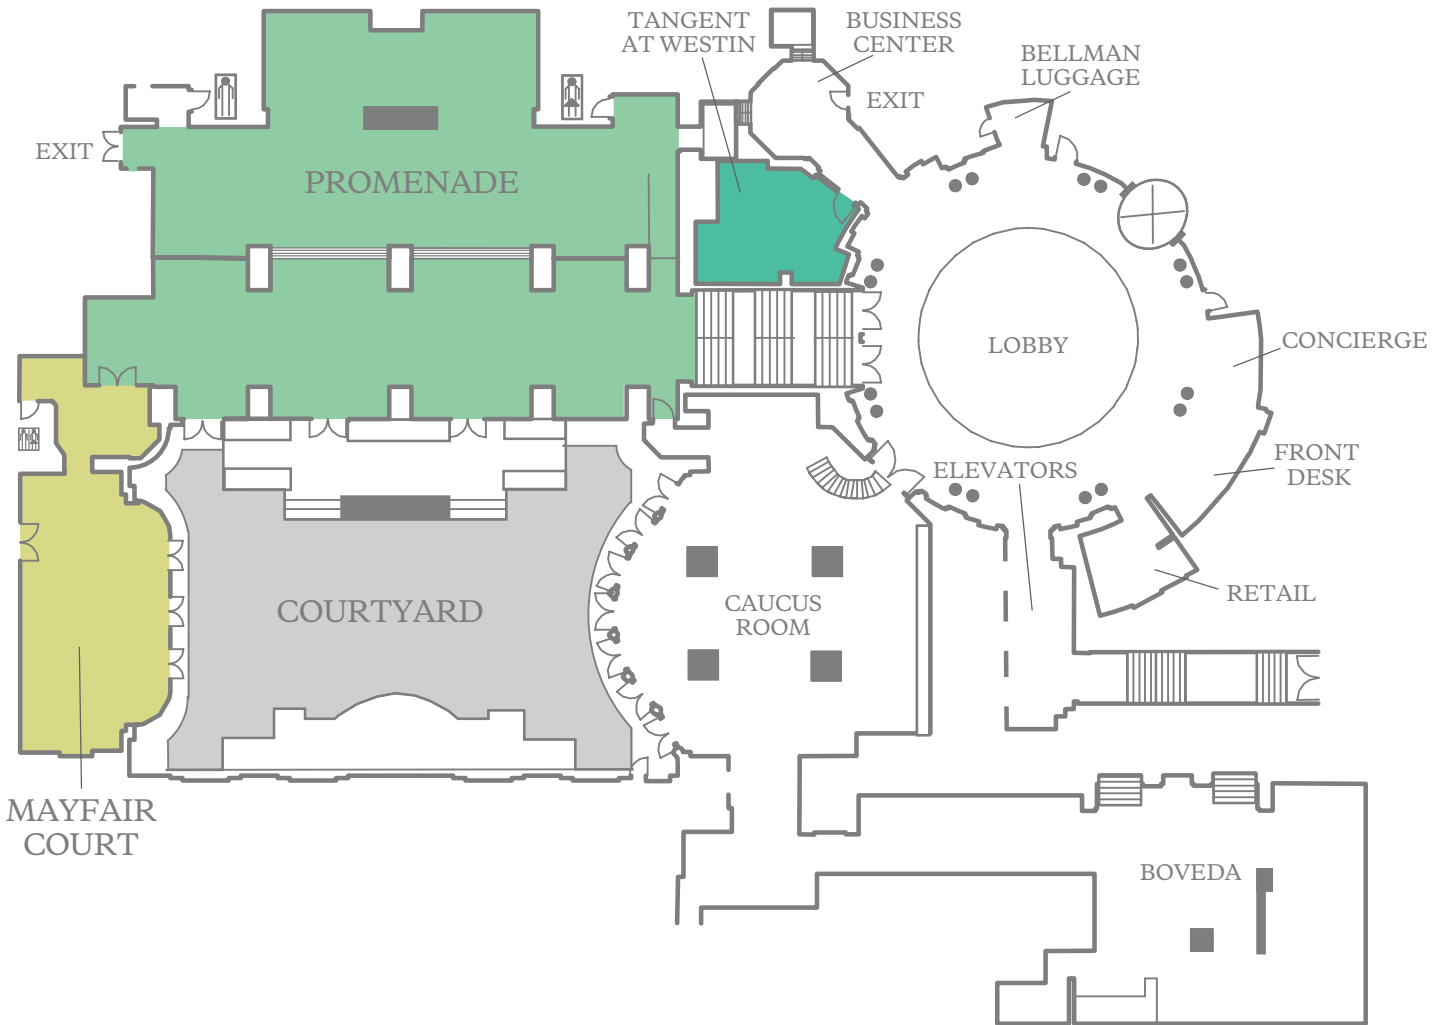 TANGENT
AT WESTIN
BUSINESS
CENTER
BELLMAN
LUGGAGE
EXIT
EXIT
PROMENADE
LOBBY
CONCIERGE
FRONT
DESK
ELEVATORS
RETAIL
COURTYARD
CAUCUS
ROOM
MAYFAIR
COURT
BOVEDA